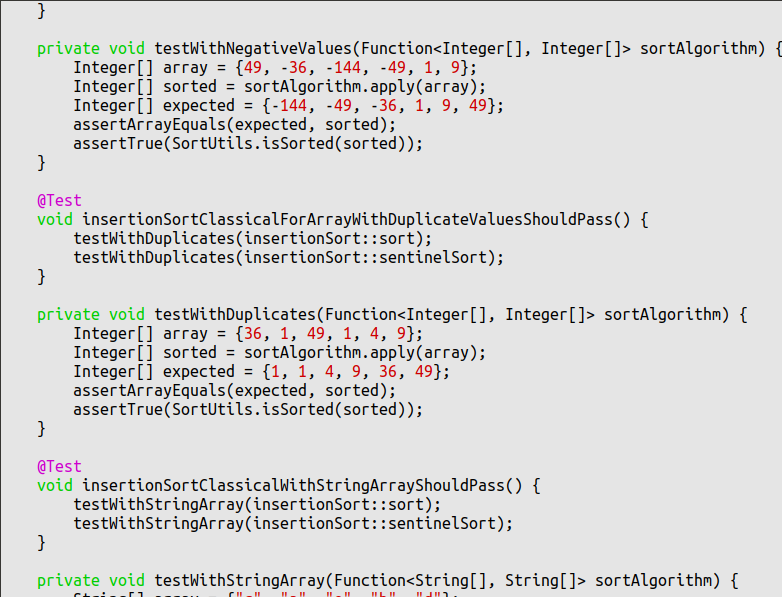 }

    private void testWithNegativeValues(Function<Integer[], Integer[]> sortAlgorithm) {
        Integer[] array = {49, -36, -144, -49, 1, 9};
        Integer[] sorted = sortAlgorithm.apply(array);
        Integer[] expected = {-144, -49, -36, 1, 9, 49};
        assertArrayEquals(expected, sorted);
        assertTrue(SortUtils.isSorted(sorted));
    }

    @Test
    void insertionSortClassicalForArrayWithDuplicateValuesShouldPass() {
        testWithDuplicates(insertionSort::sort);
        testWithDuplicates(insertionSort::sentinelSort);
    }

    private void testWithDuplicates(Function<Integer[], Integer[]> sortAlgorithm) {
        Integer[] array = {36, 1, 49, 1, 4, 9};
        Integer[] sorted = sortAlgorithm.apply(array);
        Integer[] expected = {1, 1, 4, 9, 36, 49};
        assertArrayEquals(expected, sorted);
        assertTrue(SortUtils.isSorted(sorted));
    }

    @Test
    void insertionSortClassicalWithStringArrayShouldPass() {
        testWithStringArray(insertionSort::sort);
        testWithStringArray(insertionSort::sentinelSort);
    }

    private void testWithStringArray(Function<String[], String[]> sortAlgorithm) {
        String[] array =